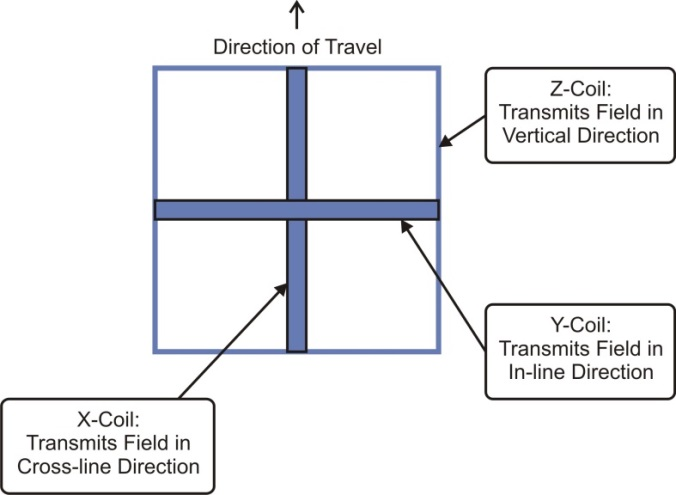 Direction of Travel
Z-Coil:
Transmits Field in
Vertical Direction
Y-Coil:
Transmits Field in
In-line Direction
X-Coil:
Transmits Field in
Cross-line Direction